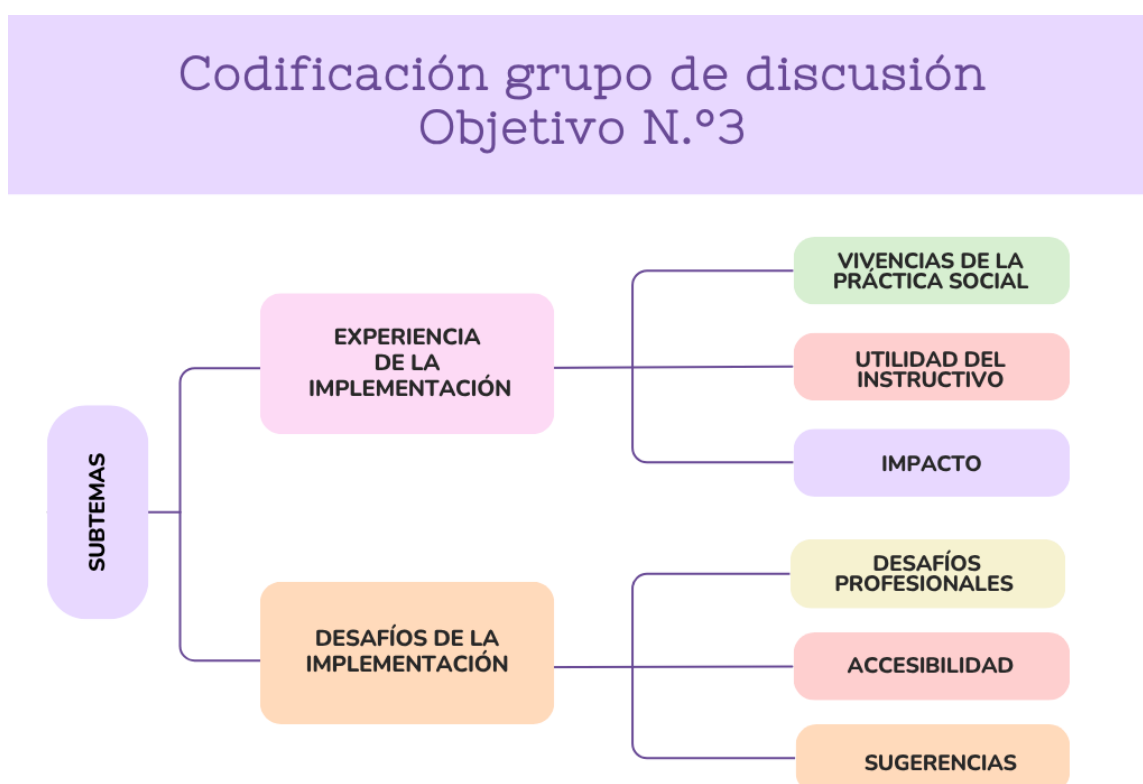 Codificación grupo de discusión
Objetivo N.°3
SUBTEMAS
EXPERIENCIA
DE LA
IMPLEMENTACIÓN
VIVENCIAS DE LA
PRÁCTICA SOCIAL
UTILIDAD DEL
INSTRUCTIVO
IMPACTO
DESAFÍOS DE LA
IMPLEMENTACIÓN
DESAFÍOS
PROFESIONALES
ACCESIBILIDAD
SUGERENCIAS